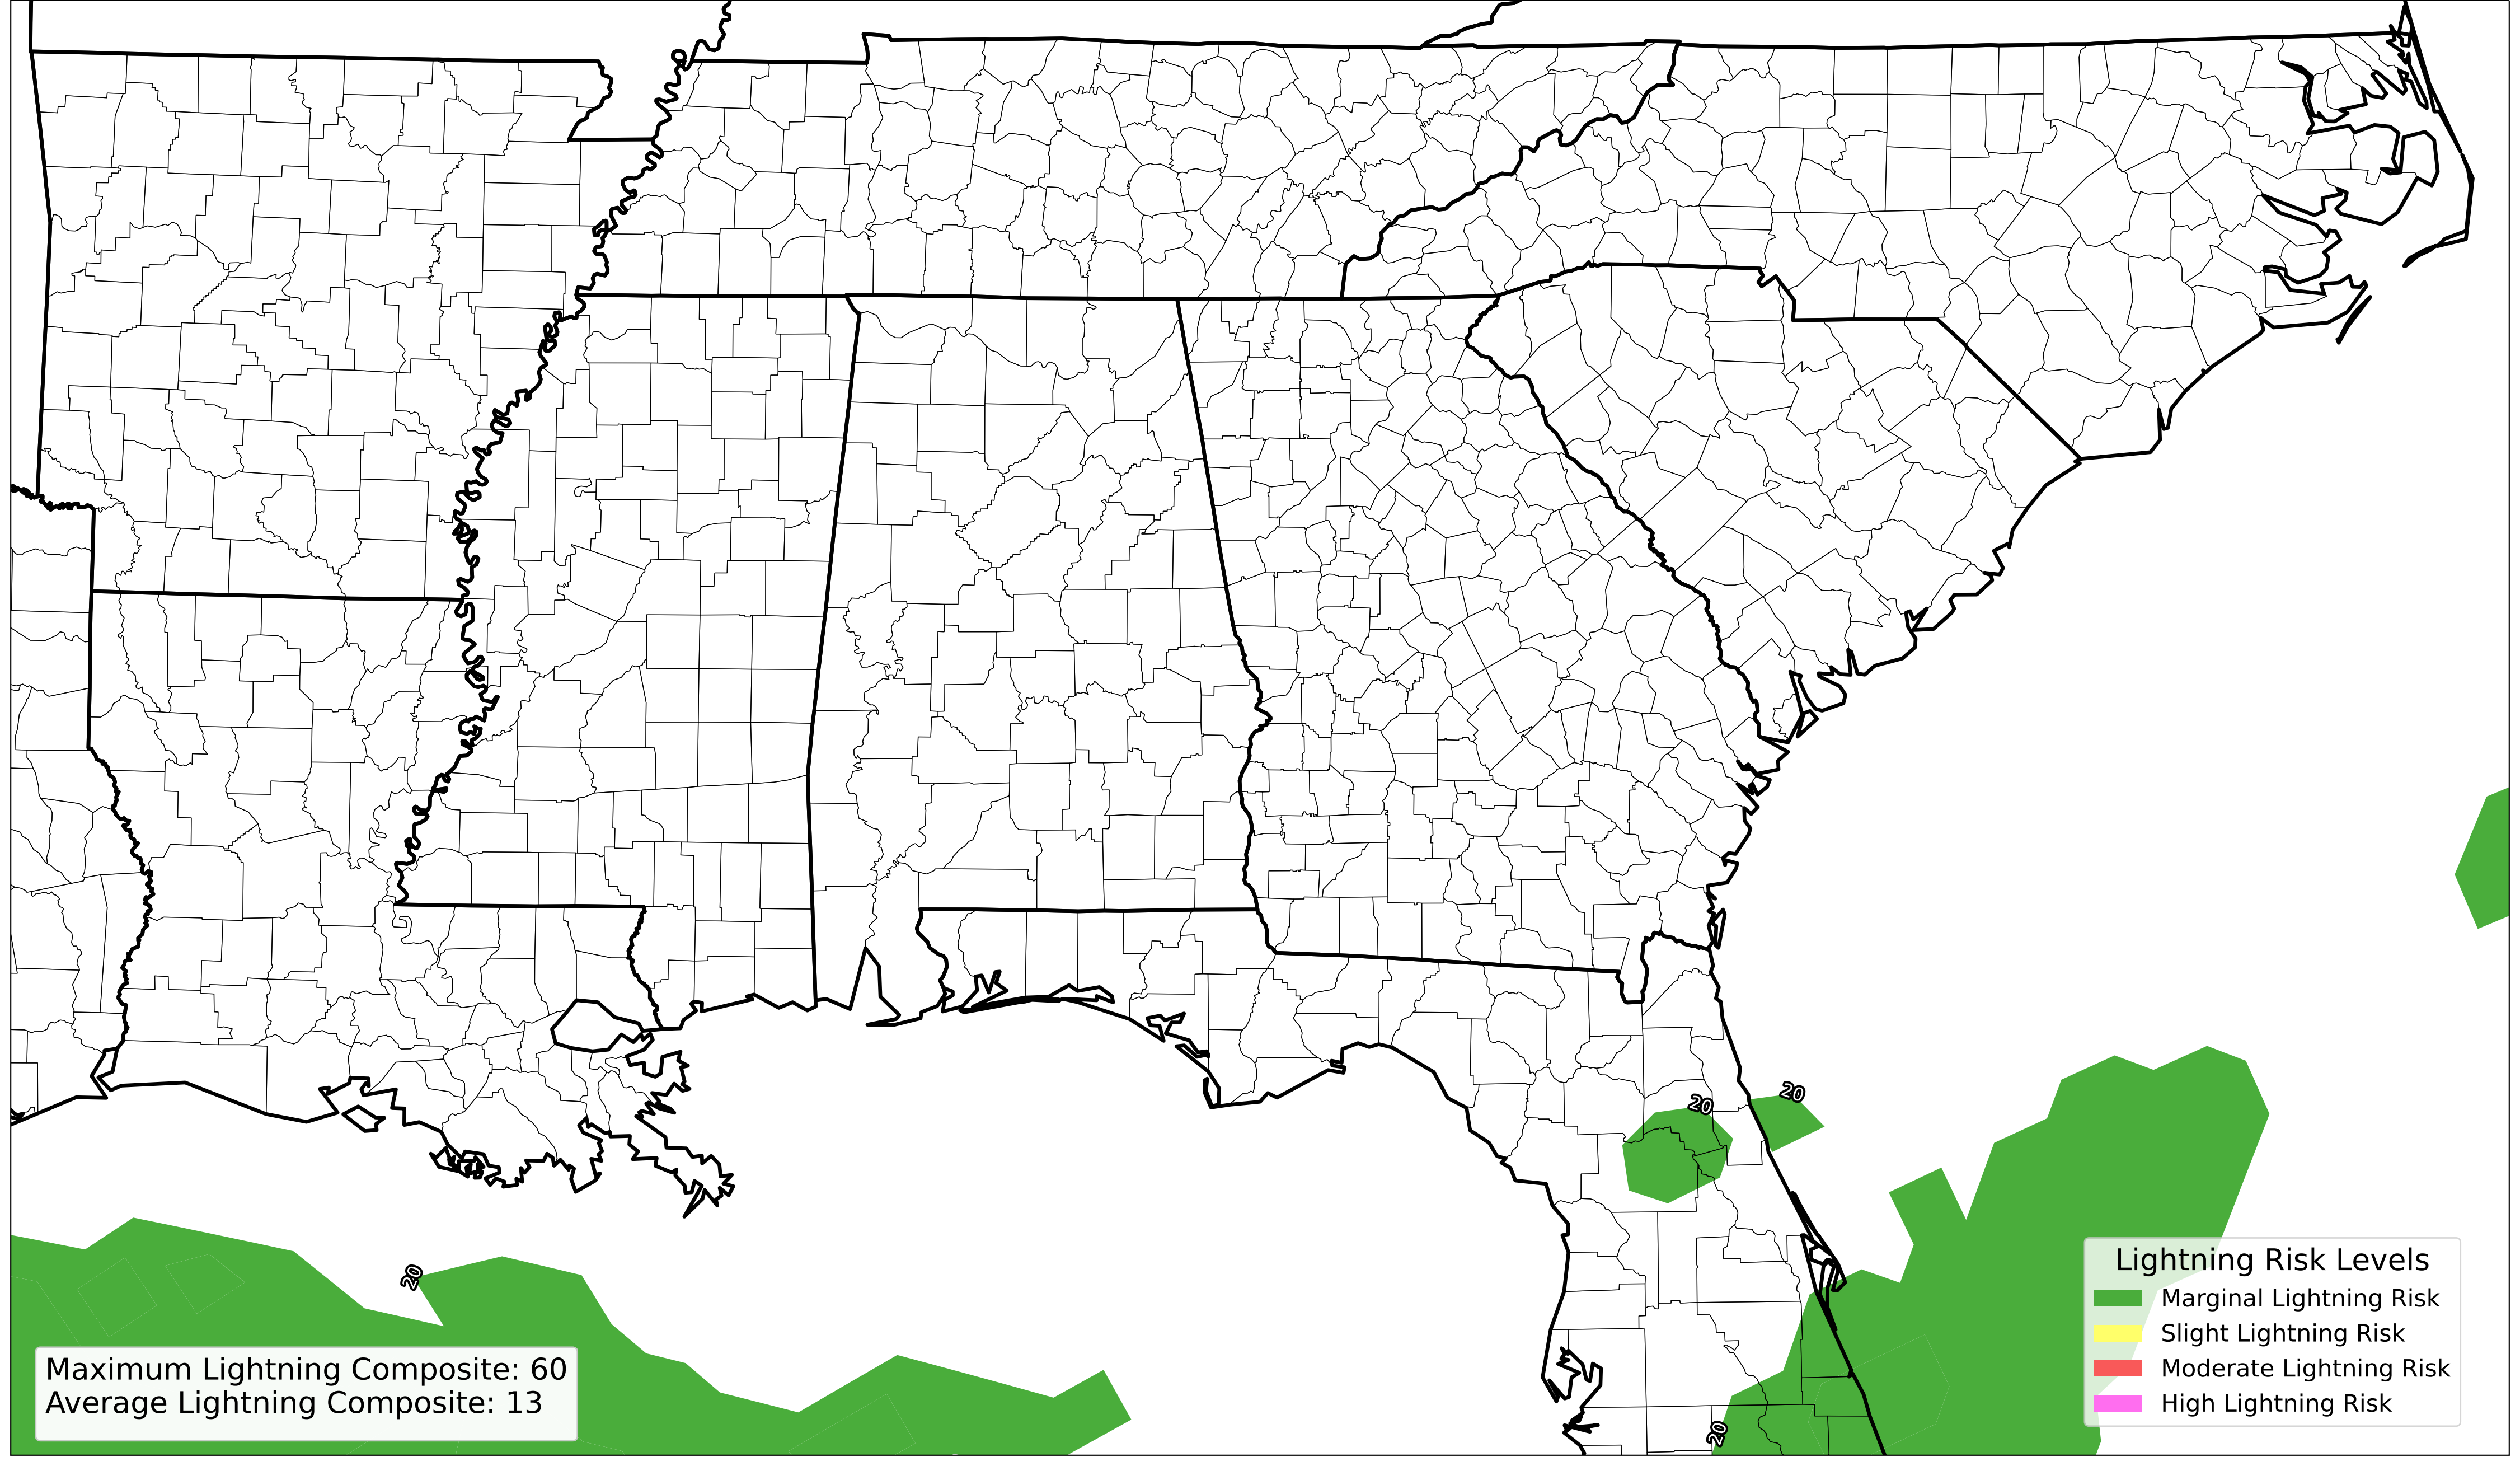 20
20
20
20
Lightning Risk Levels
Marginal Lightning Risk
Slight Lightning Risk
Moderate Lightning Risk
High Lightning Risk
Maximum Lightning Composite: 60
Average Lightning Composite: 13